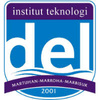 institut teknologi
del
MARTUHAN-MARROHA-MARBISUK
2001